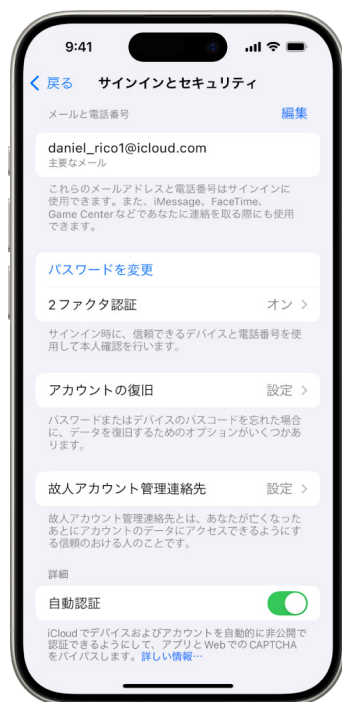 9:41
戻る サインインとセキュリティ
メールと電話番号 編集
daniel_rico1@icloud.com
主要なメール
これらのメールアドレスと電話番号はサインインに
使用できます。また、iMessage、FaceTime、
Game Centerなどであなたに連絡を取る際にも使用
できます。
パスワードを変更
2ファクタ認証 オン
サインイン時に、信頼できるデバイスと電話番号を使
用して本人確認を行います。
アカウントの復旧 設定
パスワードまたはデバイスのパスコードを忘れた場合
に、データを復旧するためのオプションがいくつかあ
ります。
故人アカウント管理連絡先 設定
故人アカウント管理連絡先とは、あなたが亡くなった
あとにアカウントのデータにアクセスできるようにす
る信頼のおける人のことです。
詳細
自動認証
iCloudでデバイスおよびアカウントを自動的に非公開で
認証できるようにして、アプリとWebでのCAPTCHA
をバイパスします。詳しい情報…